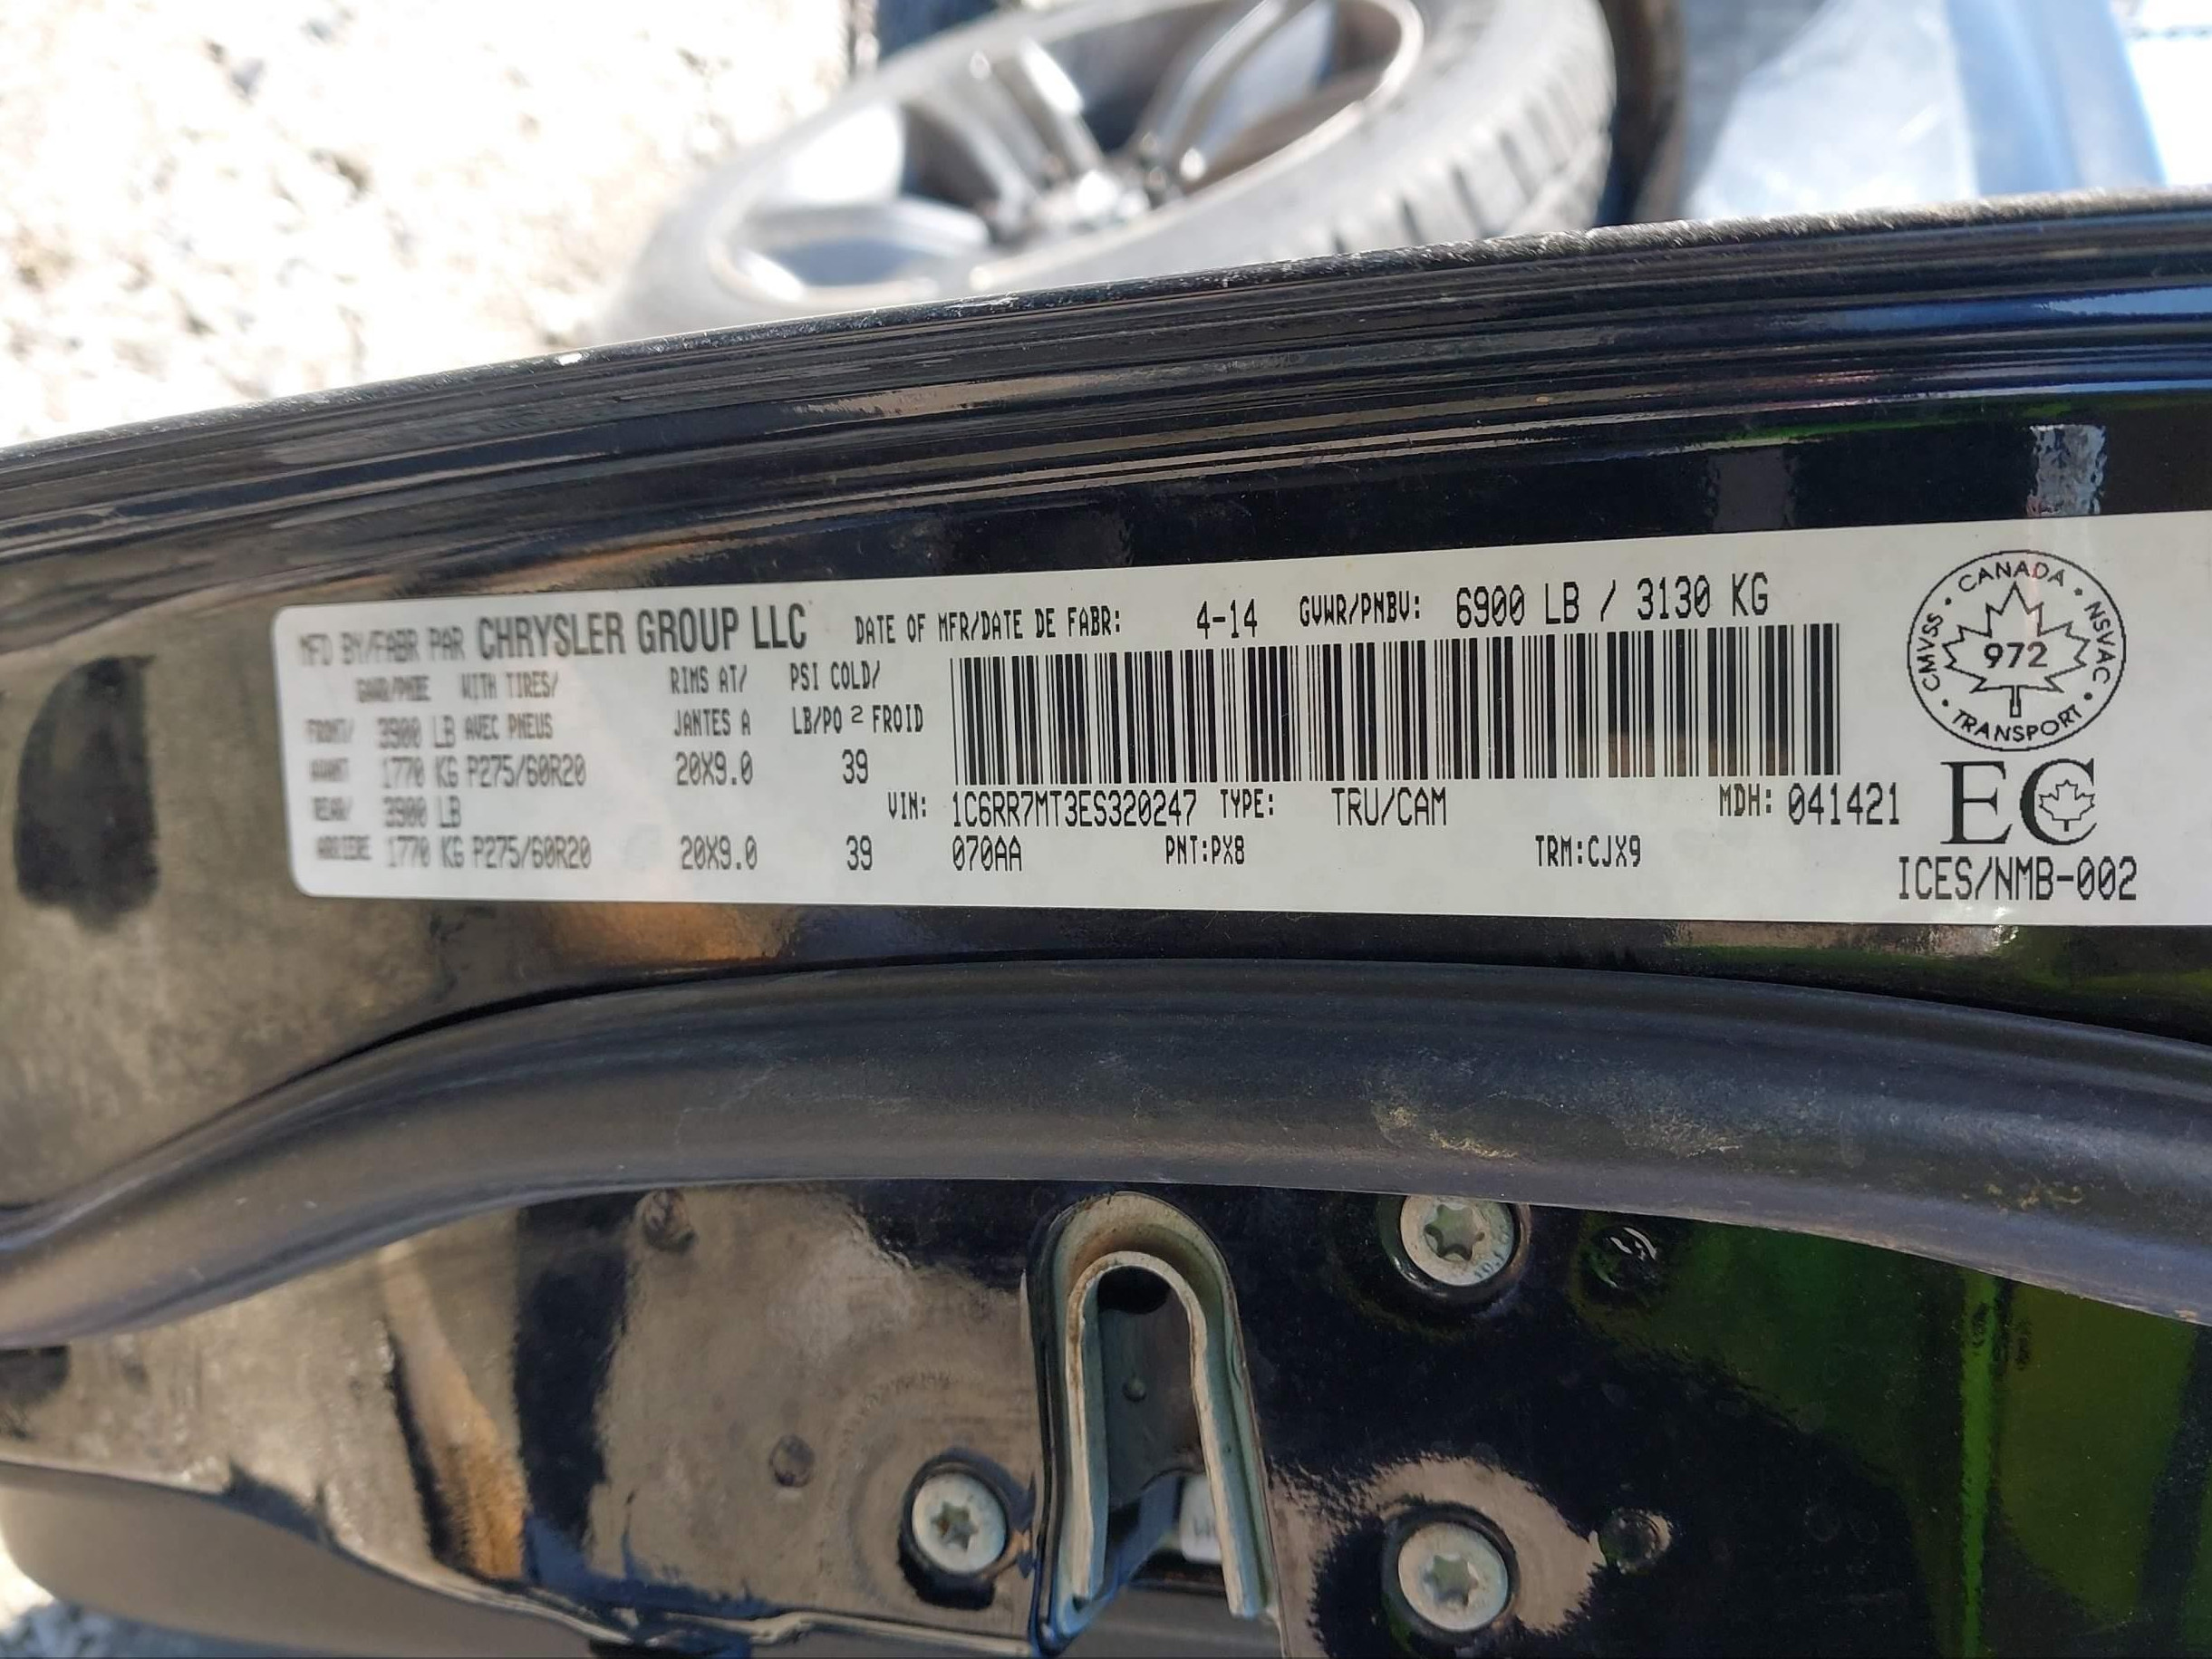 MFD BY/FABR PAR CHRYSLER GROUP LLC DATE OF MFR/DATE DE FABR: 4-14 GVWR/PNBV: 6900 LB / 3130 KG
GAWR/PNBE WITH TIRES/ RIMS AT/ PSI COLD/
FRONT/ 3900 LB AVEC PNEUS JANTES A LB/PO 2 FROID
AVANT 1770 KG P275/60R20 20X9.0 39
REAR/ 3900 LB VIN: 1C6RR7MT3ES320247 TYPE: TRU/CAM MDH: 041421
ARRIERE 1770 KG P275/60R20 20X9.0 39 070AA PNT:PX8 TRM:CJX9
CANADA • NSVAC • TRANSPORT • CMVSS •
972
EC
ICES/NMB-002